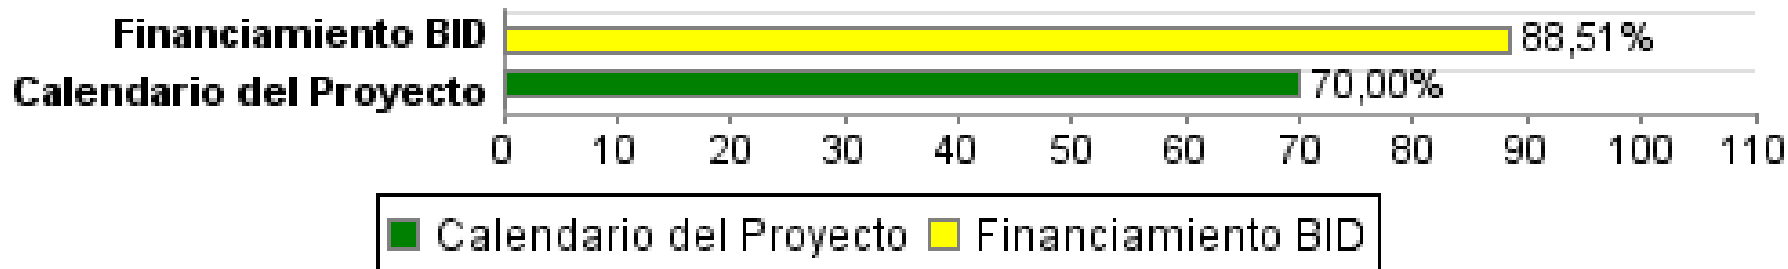 Financiamiento BID 88,51%
Calendario del Proyecto 70,00%
0 10 20 30 40 50 60 70 80 90 100 110
Calendario del Proyecto Financiamiento BID